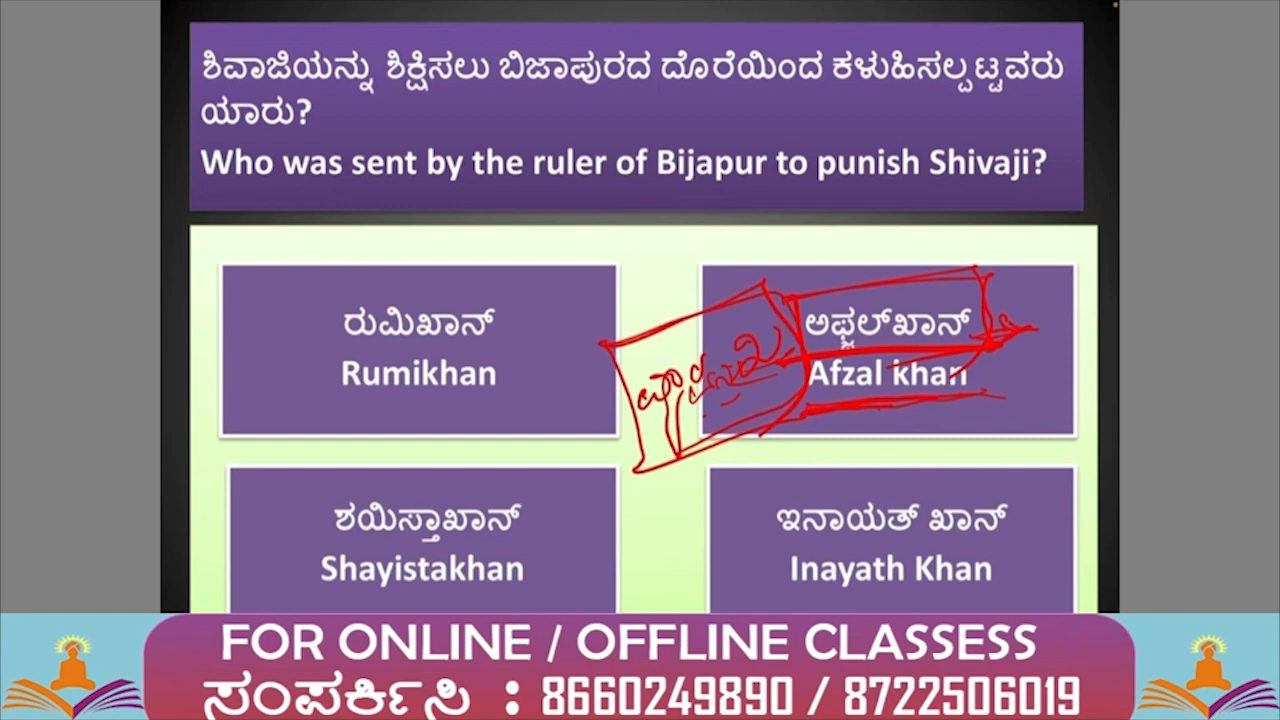 ಶಿವಾಜಿಯನ್ನು ಶಿಕ್ಷಿಸಲು ಬಿಜಾಪುರದ ದೊರೆಯಿಂದ ಕಳುಹಿಸಲ್ಪಟ್ಟವರು
ಯಾರು?
Who was sent by the ruler of Bijapur to punish Shivaji?
ರುಮಿಖಾನ್
Rumikhan
ಅಫ್ಜಲ್‌ಖಾನ್
Afzal khan
ಶಯಿಸ್ತಾಖಾನ್
Shayistakhan
ಇನಾಯತ್ ಖಾನ್
Inayath Khan
FOR ONLINE / OFFLINE CLASSESS
ಸಂಪರ್ಕಿಸಿ : 8660249890 / 8722506019